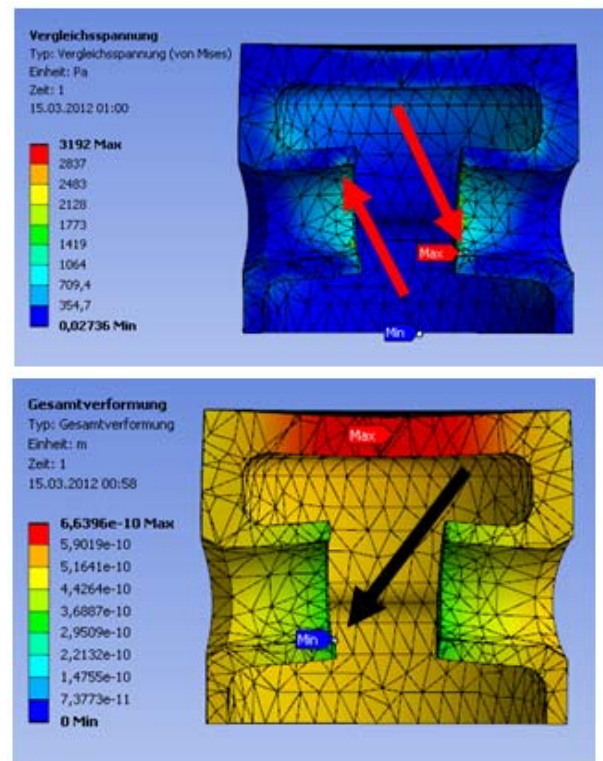 Vergleichsspannung
Typ: Vergleichsspannung (von Mises)
Einheit: Pa
Zeit: 1
15.03.2012 01:00
3192 Max
2837
2483
2128
1773
1419
1064
709,4
354,7
0,02736 Min
Max
Min
Gesamtverformung
Typ: Gesamtverformung
Einheit: m
Zeit: 1
15.03.2012 00:58
6,6396e-10 Max
5,9019e-10
5,1641e-10
4,4264e-10
3,6887e-10
2,9509e-10
2,2132e-10
1,4755e-10
7,3773e-11
0 Min
Max
Min